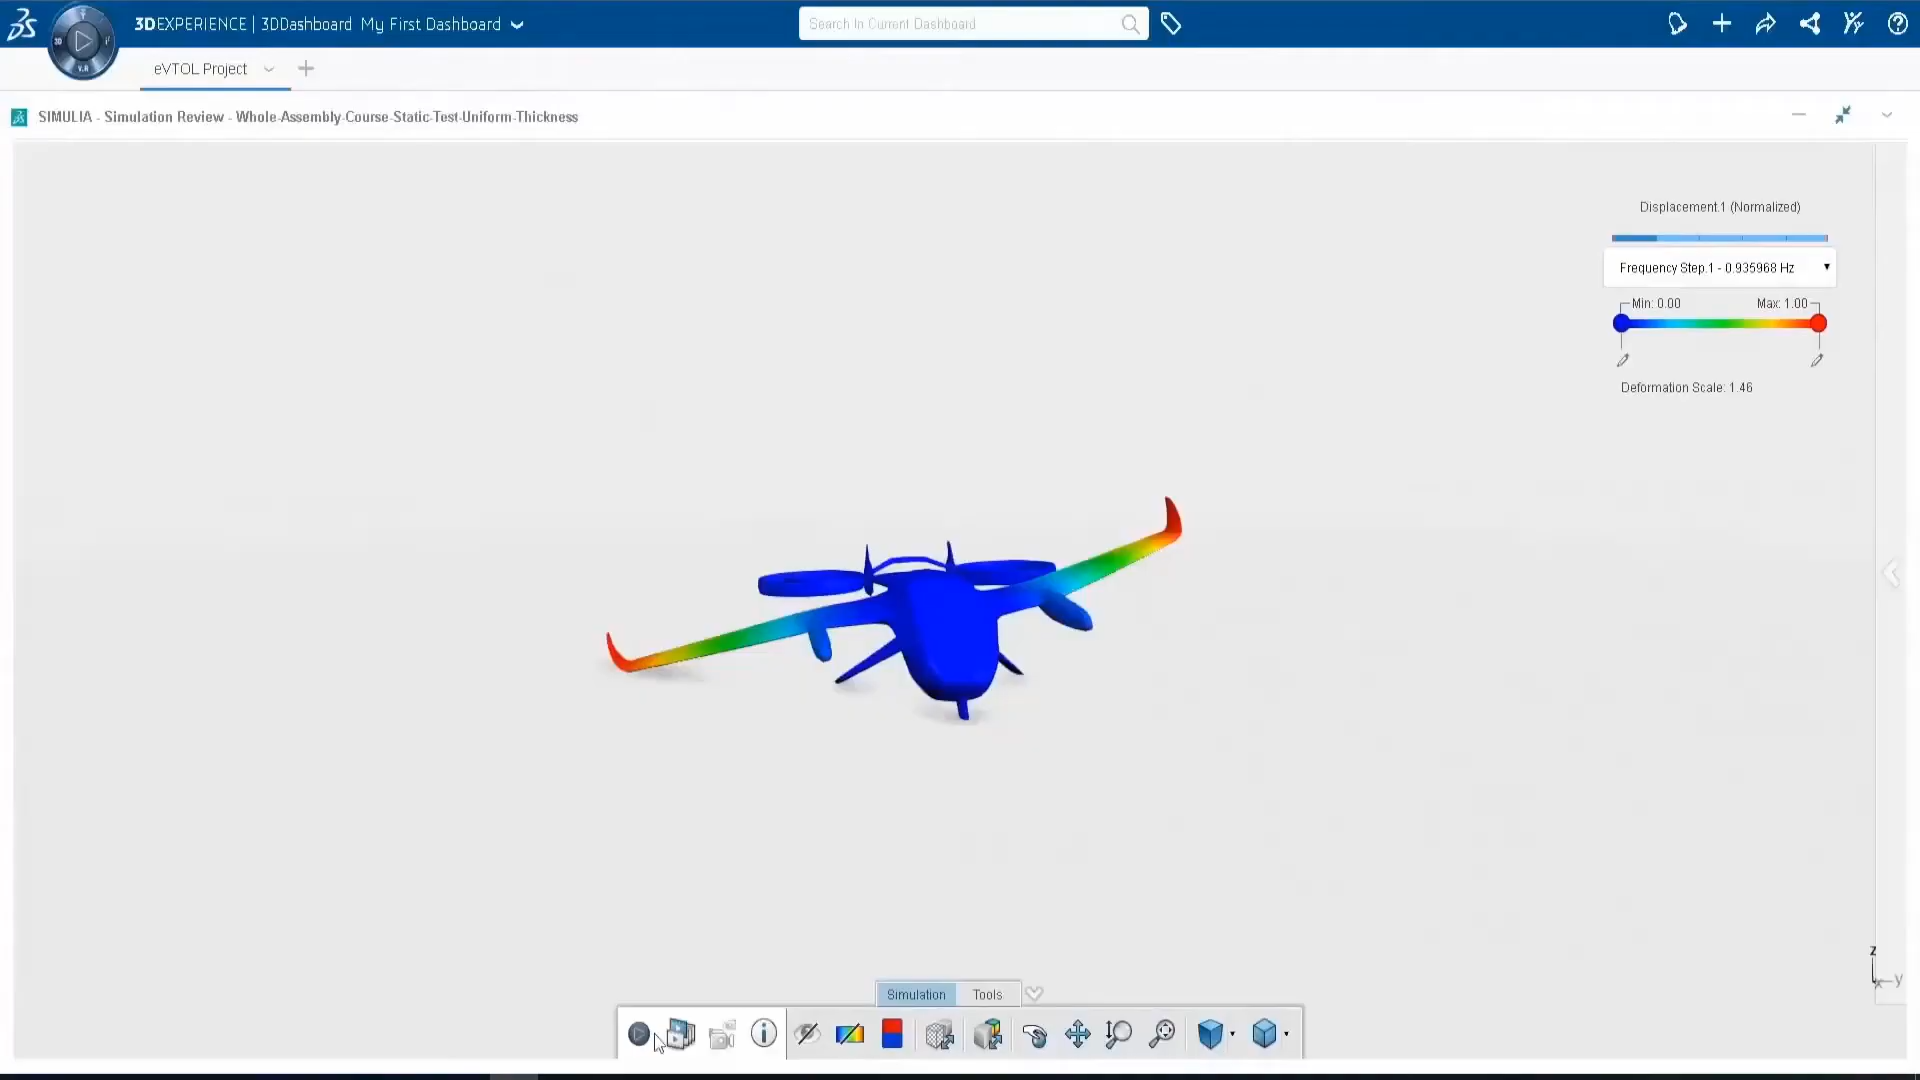 3DEXPERIENCE | 3DDashboard My First Dashboard
Search In Current Dashboard
3D
V.R
eVTOL Project
SIMULIA - Simulation Review - Whole-Assembly-Course-Static-Test-Uniform-Thickness
Displacement.1 (Normalized)
Frequency Step.1 - 0.935968 Hz
Min: 0.00 Max: 1.00
Deformation Scale: 1.46
z
x y
Simulation Tools